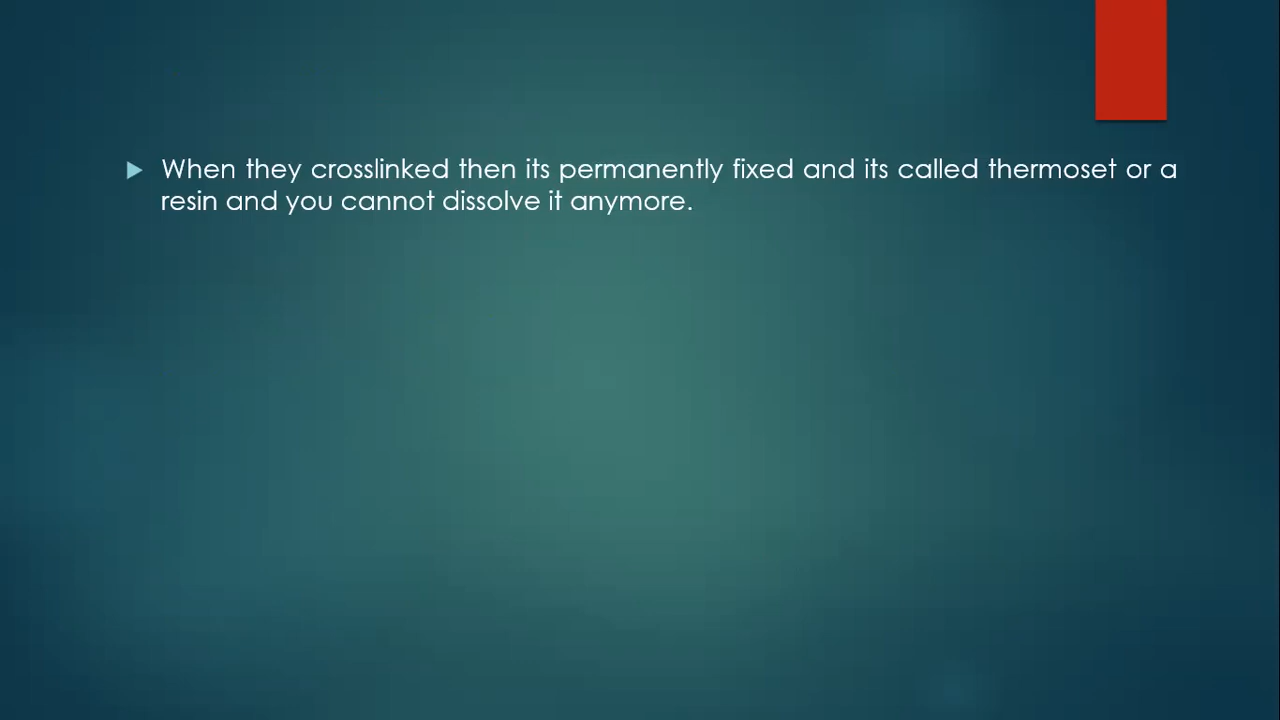 When they crosslinked then its permanently fixed and its called thermoset or a
resin and you cannot dissolve it anymore.